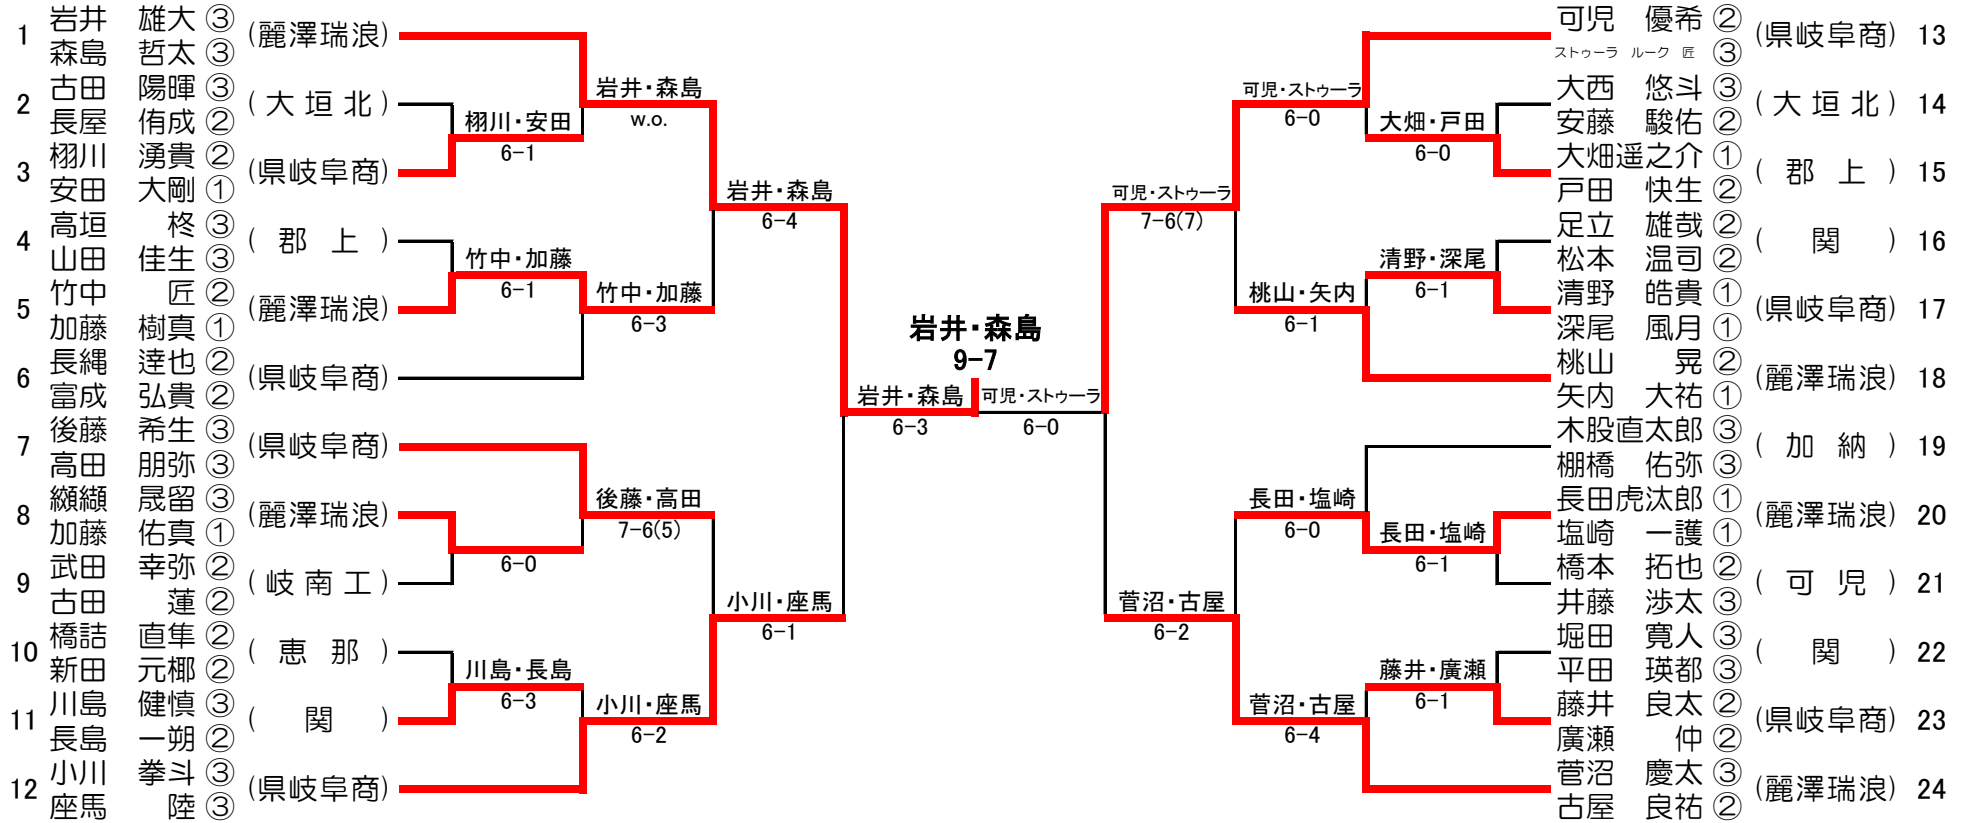 1 岩井 雄大 ③ (麗澤瑞浪)
森島 哲太 ③
2 古田 陽暉 ③ (大垣北)
長屋 侑成 ②
3 栩川 湧貴 ② (県岐阜商)
安田 大剛 ①
4 高垣 柊 ③ (郡上)
山田 佳生 ③
5 竹中 匠 ② (麗澤瑞浪)
加藤 樹真 ①
6 長縄 達也 ② (県岐阜商)
富成 弘貴 ②
7 後藤 希生 ③ (県岐阜商)
高田 朋弥 ③
8 纐纈 晟留 ③ (麗澤瑞浪)
加藤 佑真 ①
9 武田 幸弥 ② (岐南工)
古田 蓮 ②
10 橋詰 直隼 ② (恵那)
新田 元椰 ②
11 川島 健慎 ③ (関)
長島 一朔 ②
12 小川 拳斗 ③ (県岐阜商)
座馬 陸 ③
栩川・安田
6-1
竹中・加藤
6-1
6-0
川島・長島
6-3
岩井・森島
w.o.
竹中・加藤
6-3
後藤・高田
7-6(5)
小川・座馬
6-2
岩井・森島
6-4
小川・座馬
6-1
岩井・森島
6-3
岩井・森島
9-7
可児・ストゥーラ
6-0
可児・ストゥーラ
7-6(7)
菅沼・古屋
6-2
可児・ストゥーラ
6-0
桃山・矢内
6-1
長田・塩崎
6-0
菅沼・古屋
6-4
大畑・戸田
6-0
清野・深尾
6-1
長田・塩崎
6-1
藤井・廣瀬
6-1
可児 優希 ② (県岐阜商) 13
ストゥーラ ルーク 匠 ③
大西 悠斗 ③ (大垣北) 14
安藤 駿佑 ②
大畑遥之介 ① (郡上) 15
戸田 快生 ②
足立 雄哉 ② (関) 16
松本 温司 ②
清野 皓貴 ① (県岐阜商) 17
深尾 風月 ①
桃山 晃 ② (麗澤瑞浪) 18
矢内 大祐 ①
木股直太郎 ③ (加納) 19
棚橋 佑弥 ③
長田虎汰郎 ① (麗澤瑞浪) 20
塩崎 一護 ①
橋本 拓也 ② (可児) 21
井藤 渉太 ③
堀田 寛人 ③ (関) 22
平田 瑛都 ③
藤井 良太 ② (県岐阜商) 23
廣瀬 仲 ②
菅沼 慶太 ③ (麗澤瑞浪) 24
古屋 良祐 ②